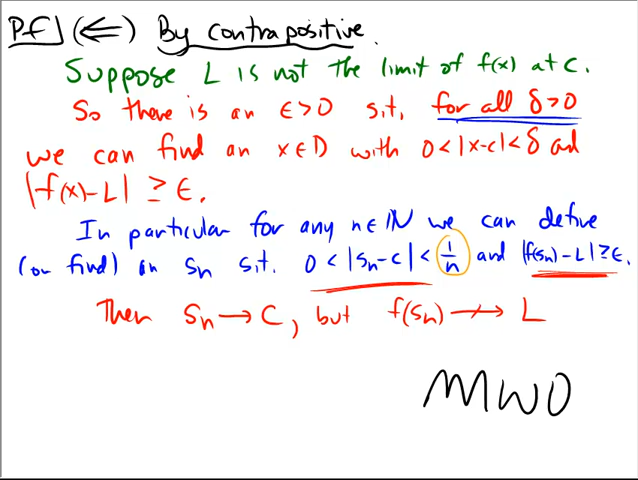 Pf (⇐) By contrapositive.
Suppose L is not the limit of f(x) at c.
So there is an ε>0 s.t. for all δ>0
we can find an x∈D with 0<|x-c|<δ and
|f(x)-L| ≥ ε.
In particular for any n∈ℕ we can define
(or find) an sₙ s.t. 0 < |sₙ-c| < 1/n and |f(sₙ)-L| ≥ ε.
Then sₙ → c, but f(sₙ) ↛ L
MWO